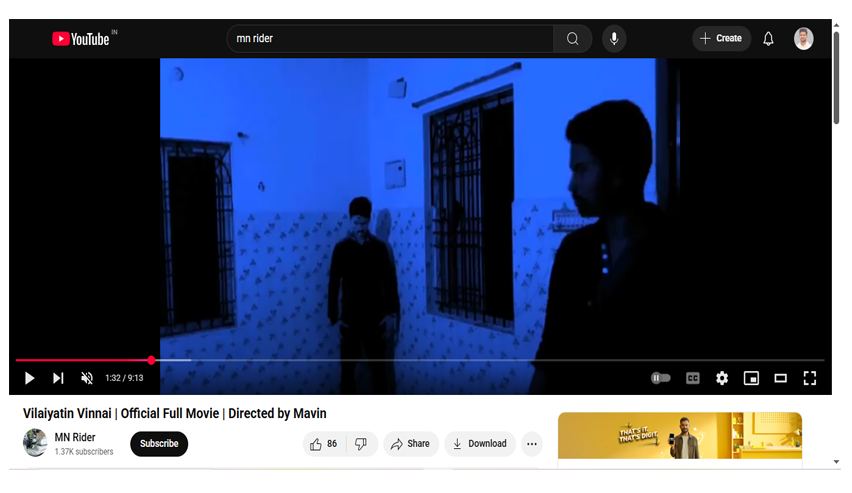 YouTube IN
mn rider
Create
1:32 / 9:13
CC
Vilaiyatin Vinnai | Official Full Movie | Directed by Mavin
MN Rider
1.37K subscribers
Subscribe
86
Share
Download
THAT'S IT.
THAT'S DIGIT.